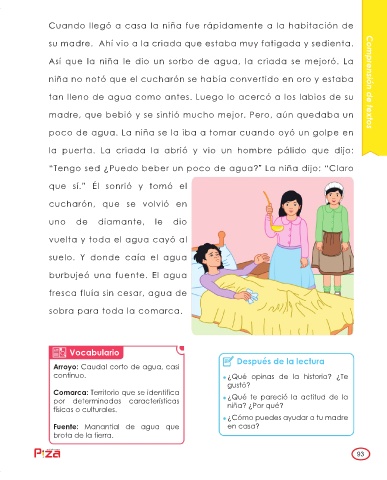 Cuando llegó a casa la niña fue rápidamente a la habitación de
su madre. Ahí vio a la criada que estaba muy fatigada y sedienta.
Así que la niña le dio un sorbo de agua, la criada se mejoró. La
niña no notó que el cucharón se había convertido en oro y estaba
tan lleno de agua como antes. Luego lo acercó a los labios de su
madre, que bebió y se sintió mucho mejor. Pero, aún quedaba un
poco de agua. La niña se la iba a tomar cuando oyó un golpe en
la puerta. La criada la abrió y vio un hombre pálido que dijo:
“Tengo sed ¿Puedo beber un poco de agua?” La niña dijo: “Claro
que sí.” Él sonrió y tomó el
cucharón, que se volvió en
uno de diamante, le dio
vuelta y toda el agua cayó al
suelo. Y donde caía el agua
burbujeó una fuente. El agua
fresca fluía sin cesar, agua de
sobra para toda la comarca.
Comprensión de textos
Vocabulario
Arroyo: Caudal corto de agua, casi
continuo.
Comarca: Territorio que se identifica
por determinadas características
físicas o culturales.
Fuente: Manantial de agua que
brota de la tierra.
Después de la lectura
¿Qué opinas de la historia? ¿Te
gustó?
¿Qué te pareció la actitud de la
niña? ¿Por qué?
¿Cómo puedes ayudar a tu madre
en casa?
Piza
93